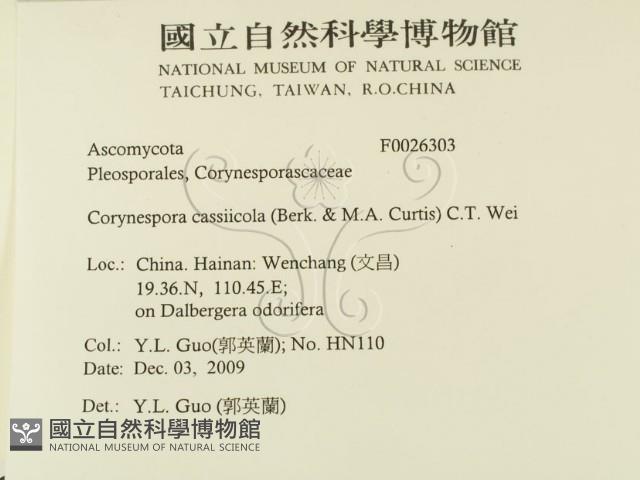 國立自然科學博物館
NATIONAL MUSEUM OF NATURAL SCIENCE
TAICHUNG, TAIWAN, R.O.CHINA
Ascomycota F0026303
Pleosporales, Corynesporascaceae
Corynespora cassiicola (Berk. & M.A. Curtis) C.T. Wei
Loc.: China. Hainan: Wenchang (文昌)
19.36.N, 110.45.E;
on Dalbergera odorifera
Col.: Y.L. Guo(郭英蘭); No. HN110
Date: Dec. 03, 2009
Det.: Y.L. Guo (郭英蘭)
國立自然科學博物館
NATIONAL MUSEUM OF NATURAL SCIENCE